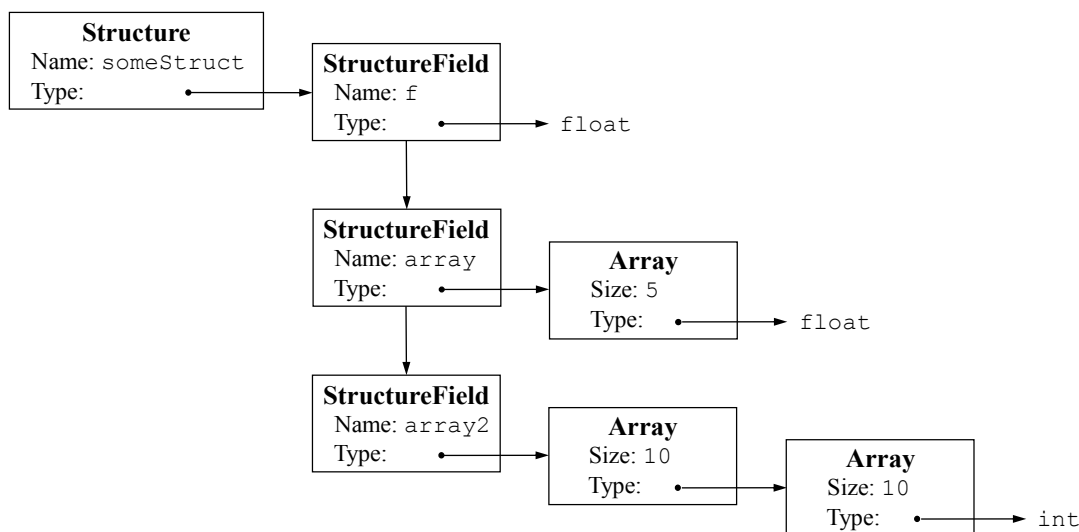 Structure
Name: someStruct
Type:
StructureField
Name: f
Type:
float
StructureField
Name: array
Type:
Array
Size: 5
Type:
float
StructureField
Name: array2
Type:
Array
Size: 10
Type:
Array
Size: 10
Type:
int